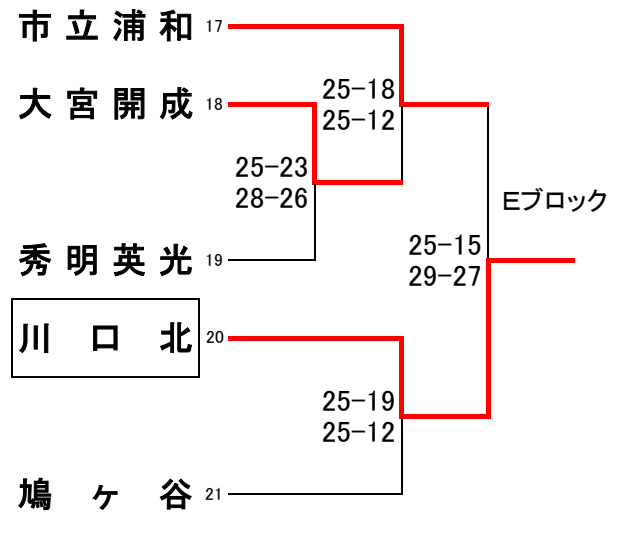 市立浦和 17
25-18
大宮開成 18
25-12
25-23
28-26
Eブロック
25-15
秀明英光 19
29-27
川口北 20
25-19
25-12
鳩ヶ谷 21